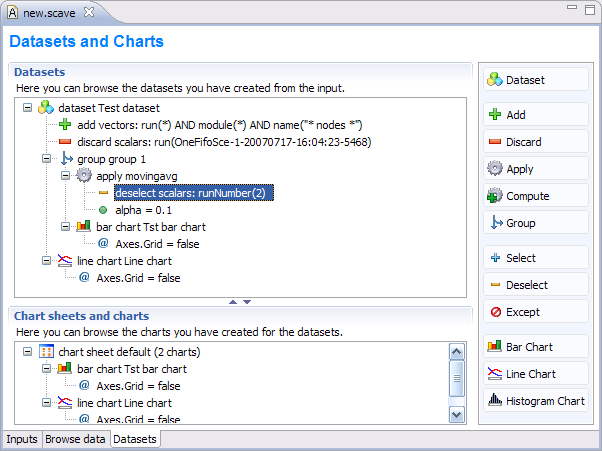 new.scave
Datasets and Charts
Datasets
Here you can browse the datasets you have created from the input.
dataset Test dataset
add vectors: run(*) AND module(*) AND name("* nodes *")
discard scalars: run(OneFifoSce-1-20070717-16:04:23-5468)
group group 1
apply movingavg
deselect scalars: runNumber(2)
alpha = 0.1
bar chart Tst bar chart
@ Axes.Grid = false
line chart Line chart
@ Axes.Grid = false
Chart sheets and charts
Here you can browse the charts you have created for the datasets.
chart sheet default (2 charts)
bar chart Tst bar chart
@ Axes.Grid = false
line chart Line chart
@ Axes.Grid = false
Dataset
Add
Discard
Apply
Compute
Group
Select
Deselect
Except
Bar Chart
Line Chart
Histogram Chart
Inputs Browse data Datasets